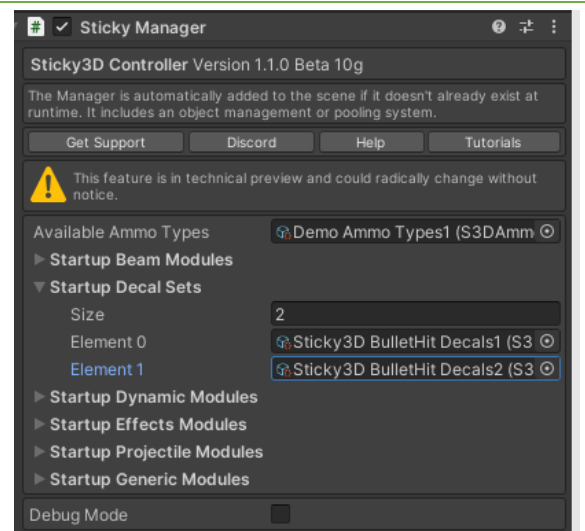 # Sticky Manager
Sticky3D Controller Version 1.1.0 Beta 10g
The Manager is automatically added to the scene if it doesn't already exist at
runtime. It includes an object management or pooling system.
Get Support Discord Help Tutorials
This feature is in technical preview and could radically change without
notice.
Available Ammo Types Demo Ammo Types1 (S3DAmm
Startup Beam Modules
Startup Decal Sets
Size 2
Element 0 Sticky3D BulletHit Decals1 (S3
Element 1 Sticky3D BulletHit Decals2 (S3
Startup Dynamic Modules
Startup Effects Modules
Startup Projectile Modules
Startup Generic Modules
Debug Mode